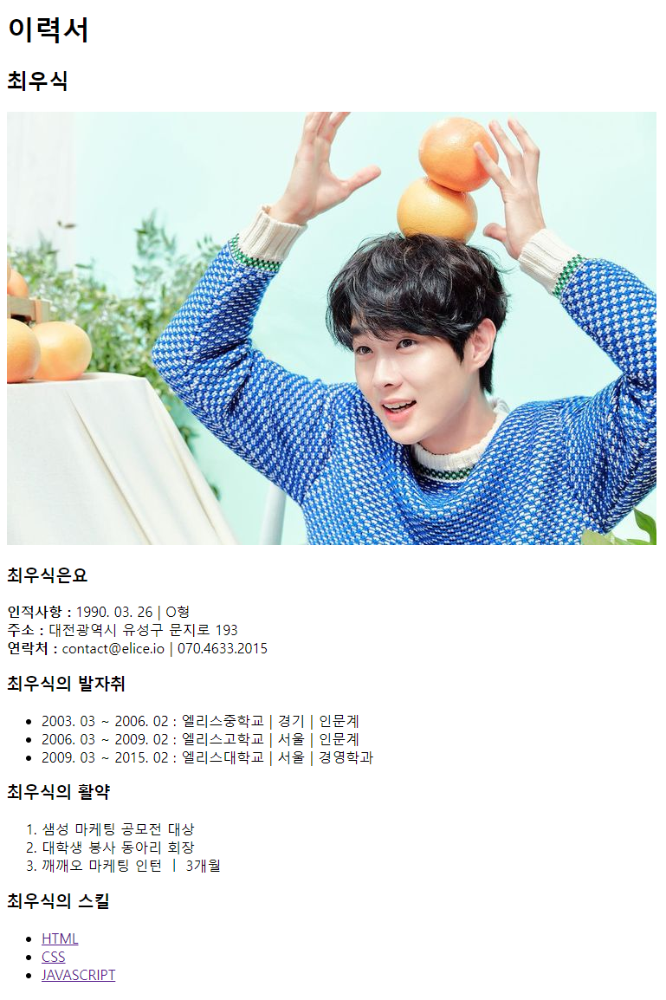 이력서
최우식
최우식은요
인적사항 : 1990. 03. 26 | O형
주소 : 대전광역시 유성구 문지로 193
연락처 : contact@elice.io | 070.4633.2015
최우식의 발자취
• 2003. 03 ~ 2006. 02 : 엘리스중학교 | 경기 | 인문계
• 2006. 03 ~ 2009. 02 : 엘리스고학교 | 서울 | 인문계
• 2009. 03 ~ 2015. 02 : 엘리스대학교 | 서울 | 경영학과
최우식의 활약
1. 샘성 마케팅 공모전 대상
2. 대학생 봉사 동아리 회장
3. 깨깨오 마케팅 인턴 ㅣ 3개월
최우식의 스킬
• HTML
• CSS
• JAVASCRIPT